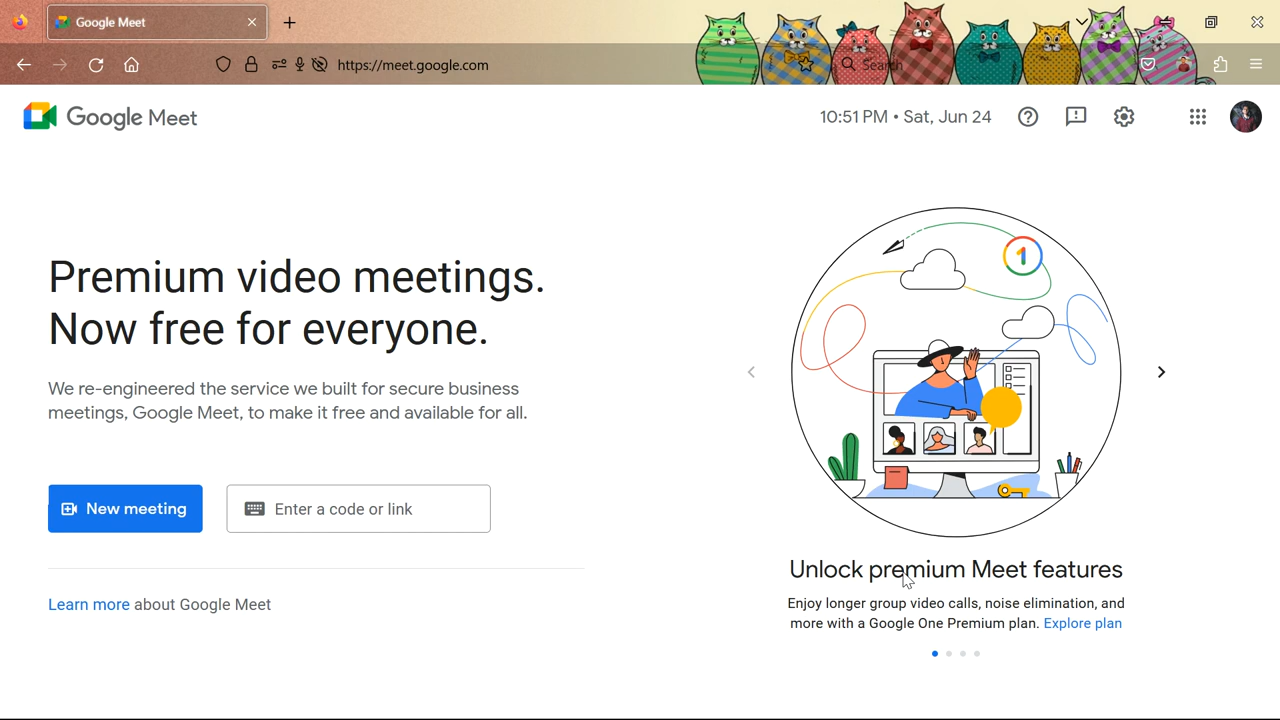 Google Meet
https://meet.google.com
Search
Google Meet
10:51 PM • Sat, Jun 24
Premium video meetings.
Now free for everyone.
We re-engineered the service we built for secure business
meetings, Google Meet, to make it free and available for all.
New meeting
Enter a code or link
Learn more about Google Meet
1
Unlock premium Meet features
Enjoy longer group video calls, noise elimination, and
more with a Google One Premium plan. Explore plan